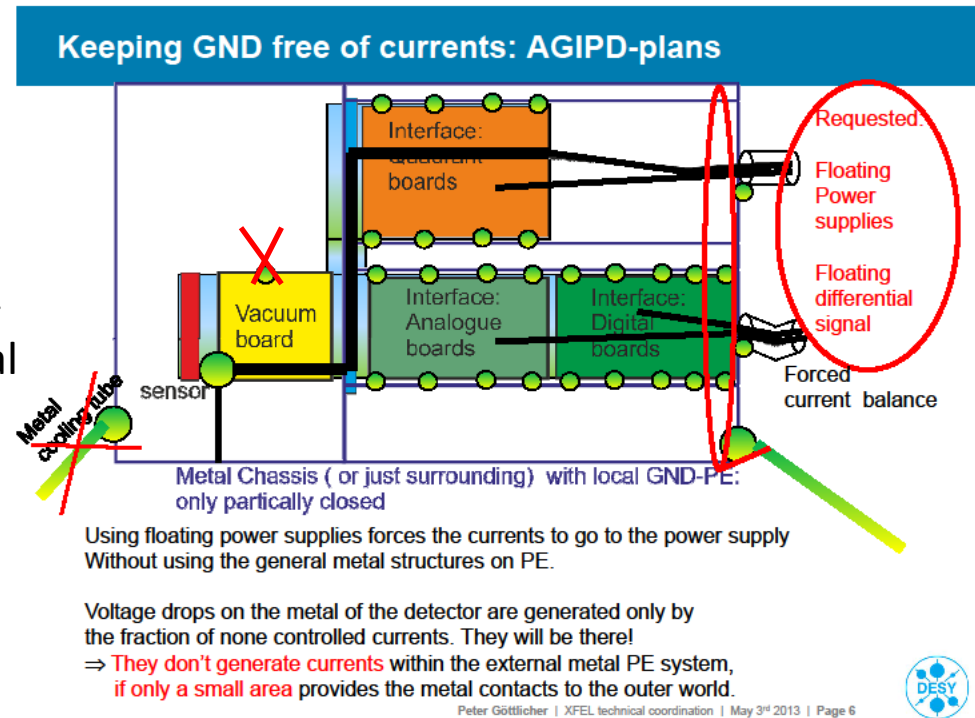 Keeping GND free of currents: AGIPD-plans
Interface:
Quadrant
boards
Requested:
Floating
Power
supplies
Floating
differential
signal
Vacuum
board
Interface:
Analogue
boards
Interface:
Digital
boards
al
sensor
Metal
cooling tube
Forced
current balance
Metal Chassis ( or just surrounding) with local GND-PE:
only partically closed
Using floating power supplies forces the currents to go to the power supply
Without using the general metal structures on PE.
Voltage drops on the metal of the detector are generated only by
the fraction of none controlled currents. They will be there!
⇒ They don't generate currents within the external metal PE system,
if only a small area provides the metal contacts to the outer world.
Peter Göttlicher | XFEL technical coordination | May 3rd 2013 | Page 6
DESY